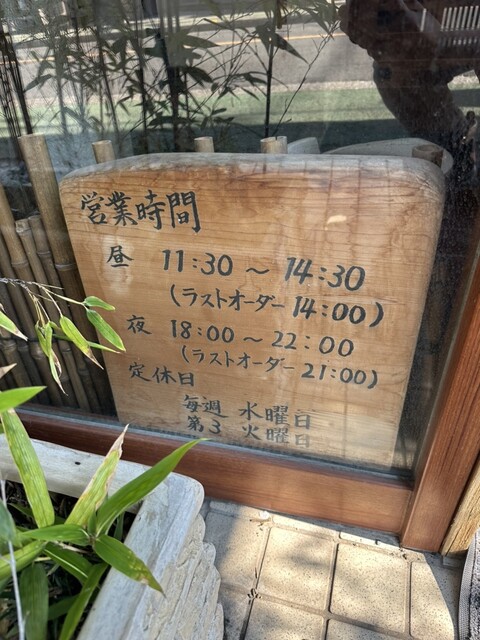 営業時間
昼 11:30 ～ 14:30
(ラストオーダー 14:00)
夜 18:00 ～ 22:00
(ラストオーダー 21:00)
定休日
毎週 水曜日
第3 火曜日